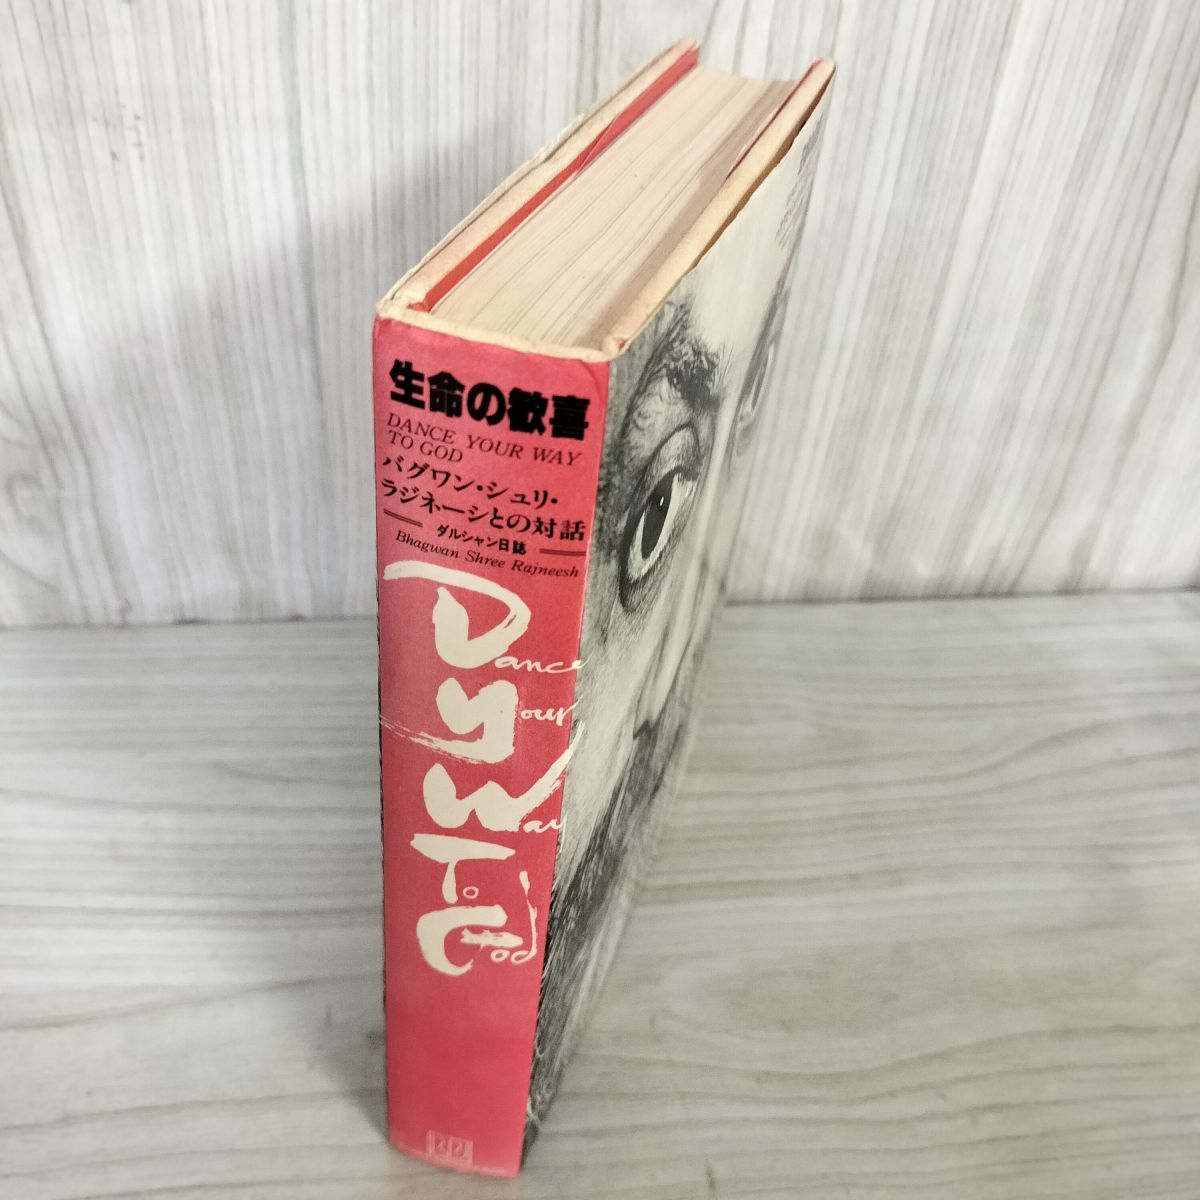 生命の歓喜
DANCE YOUR WAY
TO GOD
バグワン・シュリ・
ラジネーシとの対話
ダルシャン日誌
Bhagwan Shree Rajneesh
Dance
Your
Way
To
God